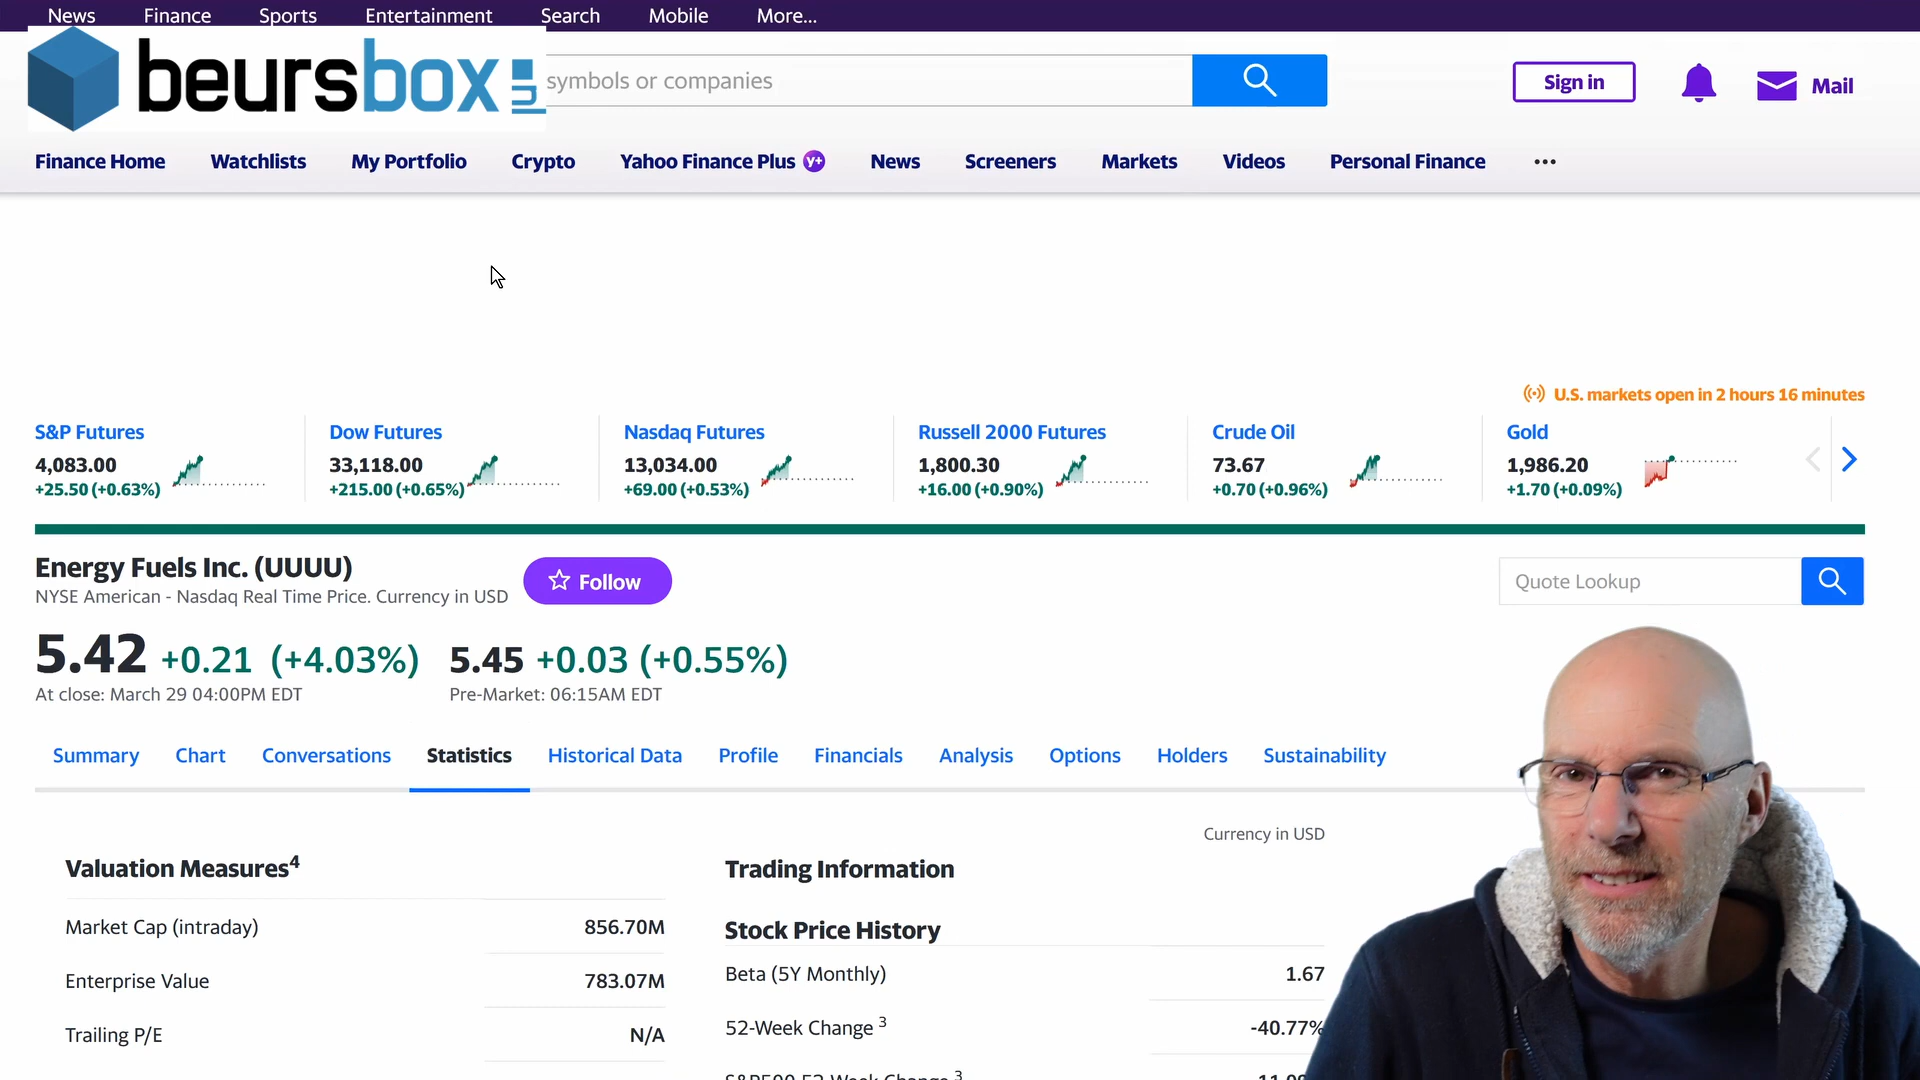 News Finance Sports Entertainment Search Mobile More...
beursbox.nl
symbols or companies
Sign in
Mail
Finance Home Watchlists My Portfolio Crypto Yahoo Finance Plus y+ News Screeners Markets Videos Personal Finance ...
U.S. markets open in 2 hours 16 minutes
S&P Futures Dow Futures Nasdaq Futures Russell 2000 Futures Crude Oil Gold
4,083.00 33,118.00 13,034.00 1,800.30 73.67 1,986.20
+25.50 (+0.63%) +215.00 (+0.65%) +69.00 (+0.53%) +16.00 (+0.90%) +0.70 (+0.96%) +1.70 (+0.09%)
Energy Fuels Inc. (UUUU)
NYSE American - Nasdaq Real Time Price. Currency in USD
Follow
Quote Lookup
5.42 +0.21 (+4.03%) 5.45 +0.03 (+0.55%)
At close: March 29 04:00PM EDT Pre-Market: 06:15AM EDT
Summary Chart Conversations Statistics Historical Data Profile Financials Analysis Options Holders Sustainability
Currency in USD
Valuation Measures4
Market Cap (intraday) 856.70M
Enterprise Value 783.07M
Trailing P/E N/A
Trading Information
Stock Price History
Beta (5Y Monthly) 1.67
52-Week Change 3 -40.77%